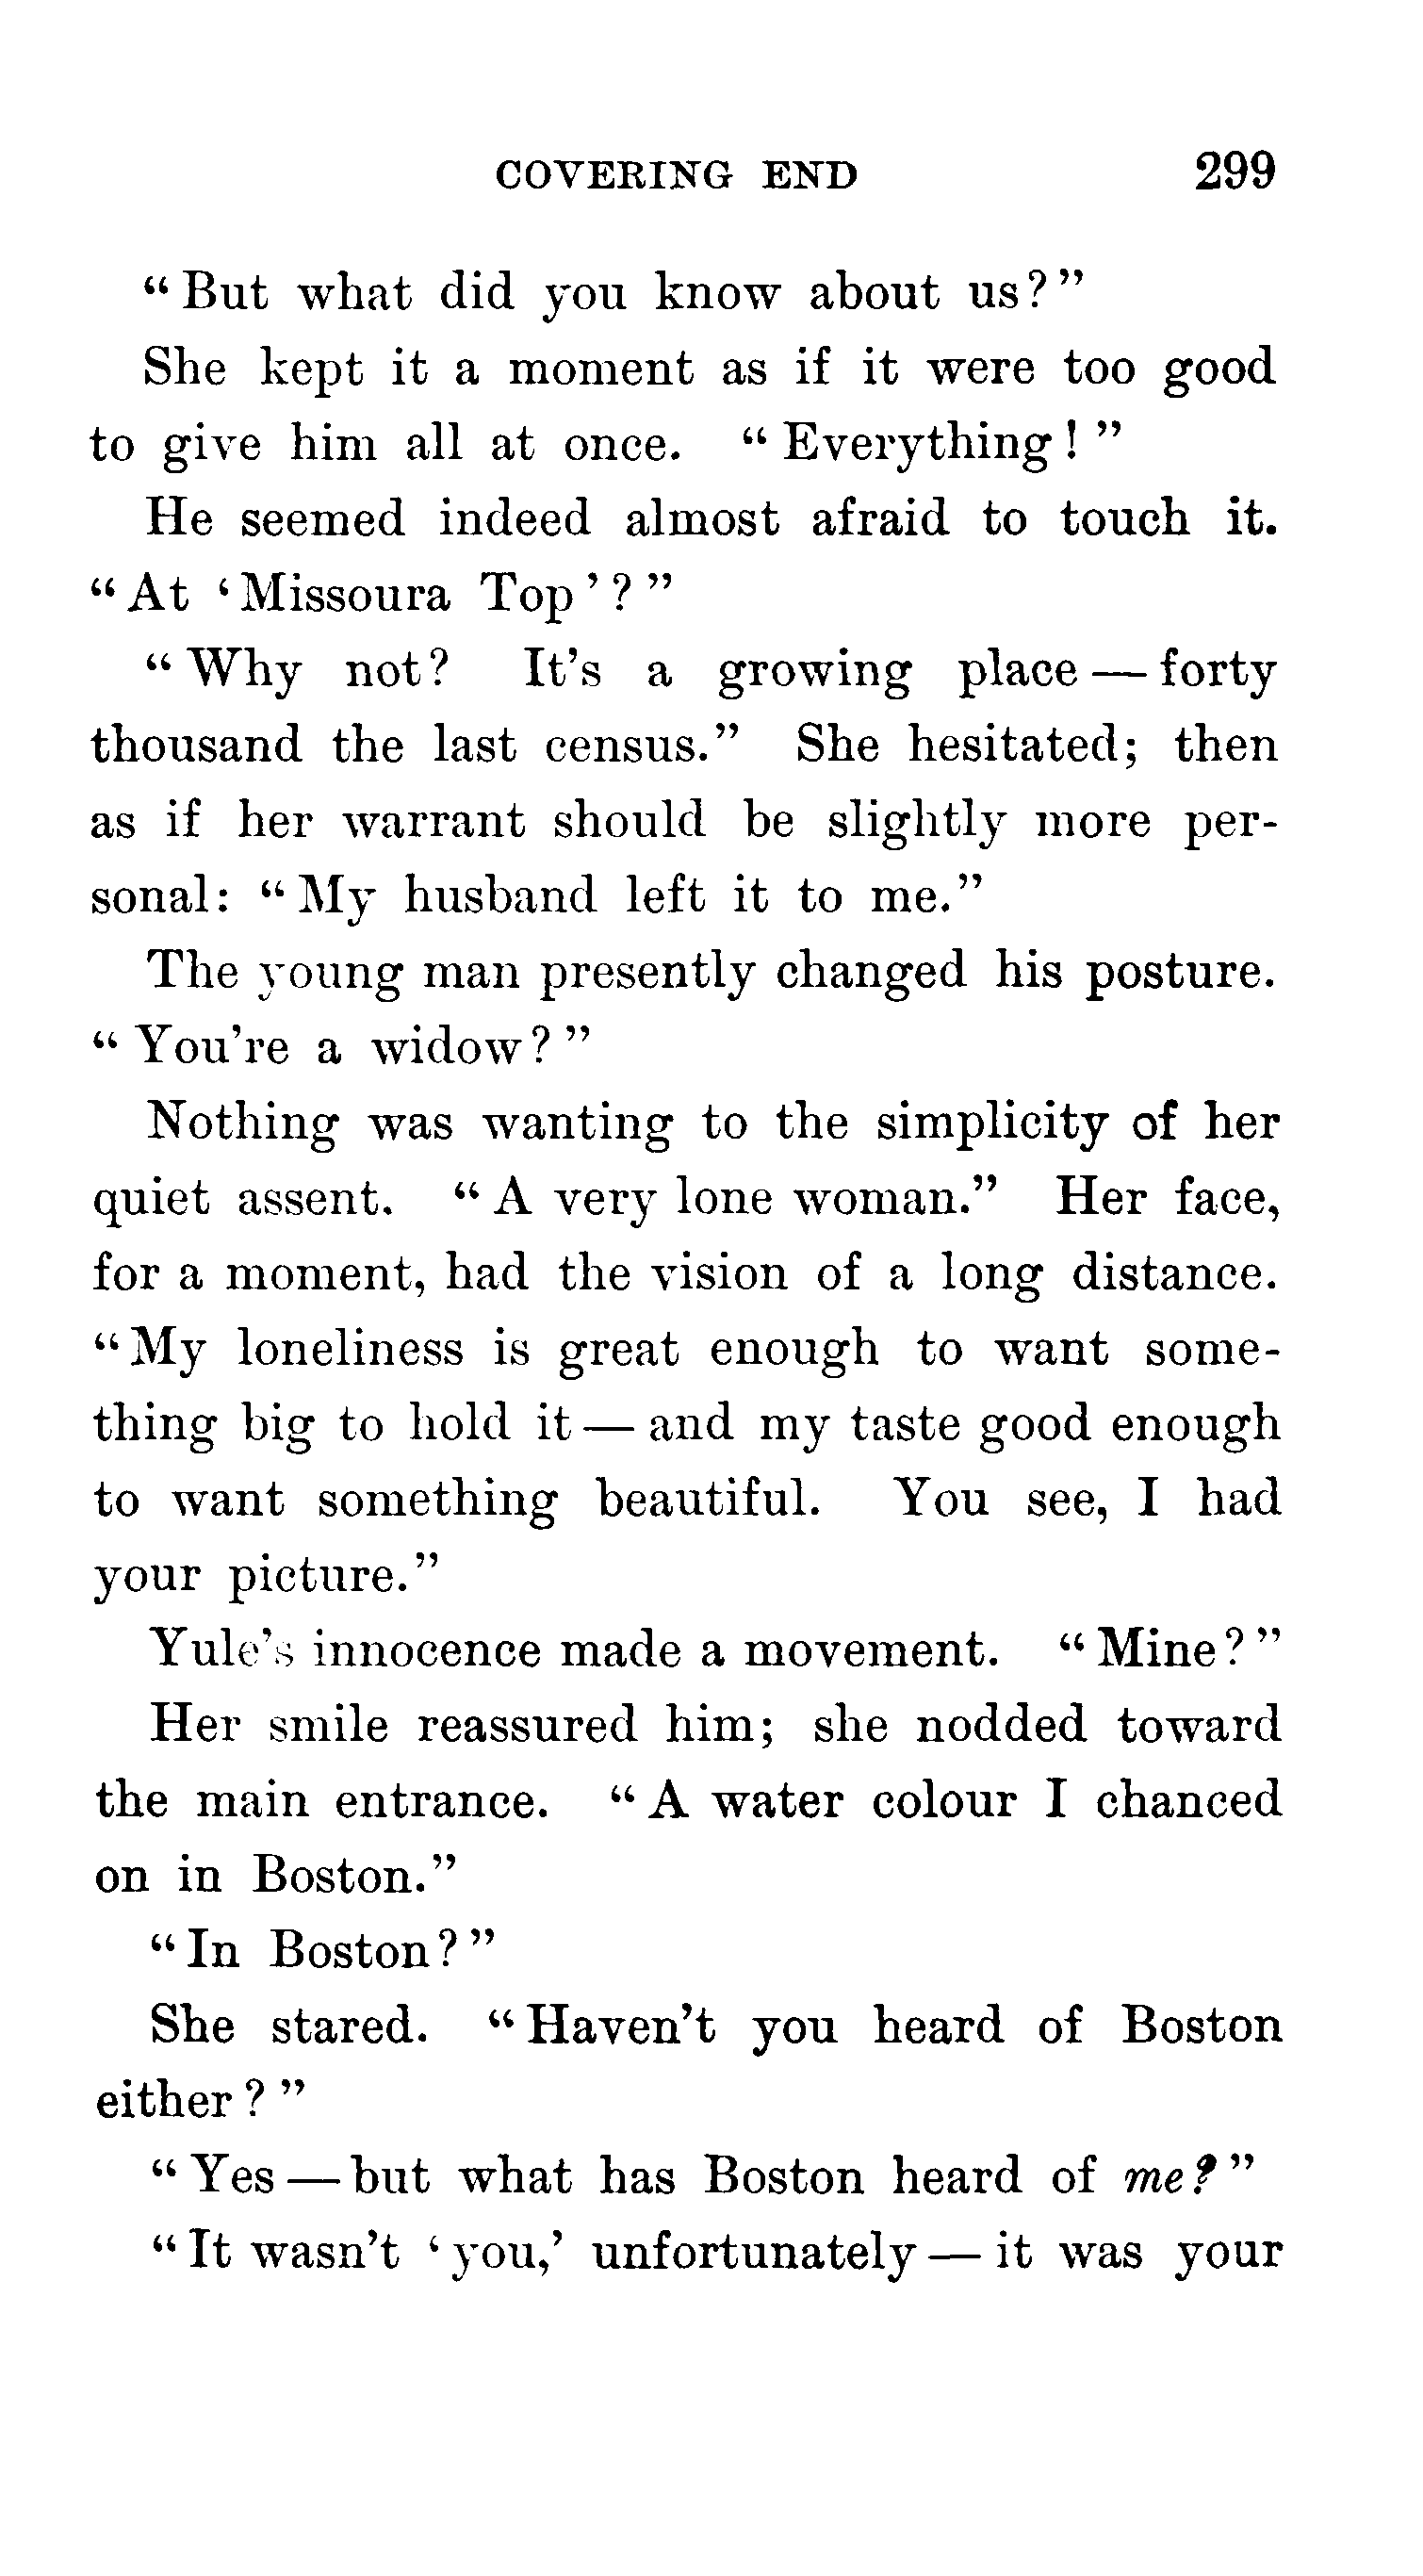 COVERING END 299
“But what did you know about us?”
She kept it a moment as if it were too good
to give him all at once. “Everything!”
He seemed indeed almost afraid to touch it.
“At ‘Missoura Top’?”
“Why not? It’s a growing place — forty
thousand the last census.” She hesitated; then
as if her warrant should be slightly more per-
sonal: “My husband left it to me.”
The young man presently changed his posture.
“You’re a widow?”
Nothing was wanting to the simplicity of her
quiet assent. “A very lone woman.” Her face,
for a moment, had the vision of a long distance.
“My loneliness is great enough to want some-
thing big to hold it — and my taste good enough
to want something beautiful. You see, I had
your picture.”
Yule’s innocence made a movement. “Mine?”
Her smile reassured him; she nodded toward
the main entrance. “A water colour I chanced
on in Boston.”
“In Boston?”
She stared. “Haven’t you heard of Boston
either?”
“Yes — but what has Boston heard of me?”
“It wasn’t ‘you,’ unfortunately — it was your